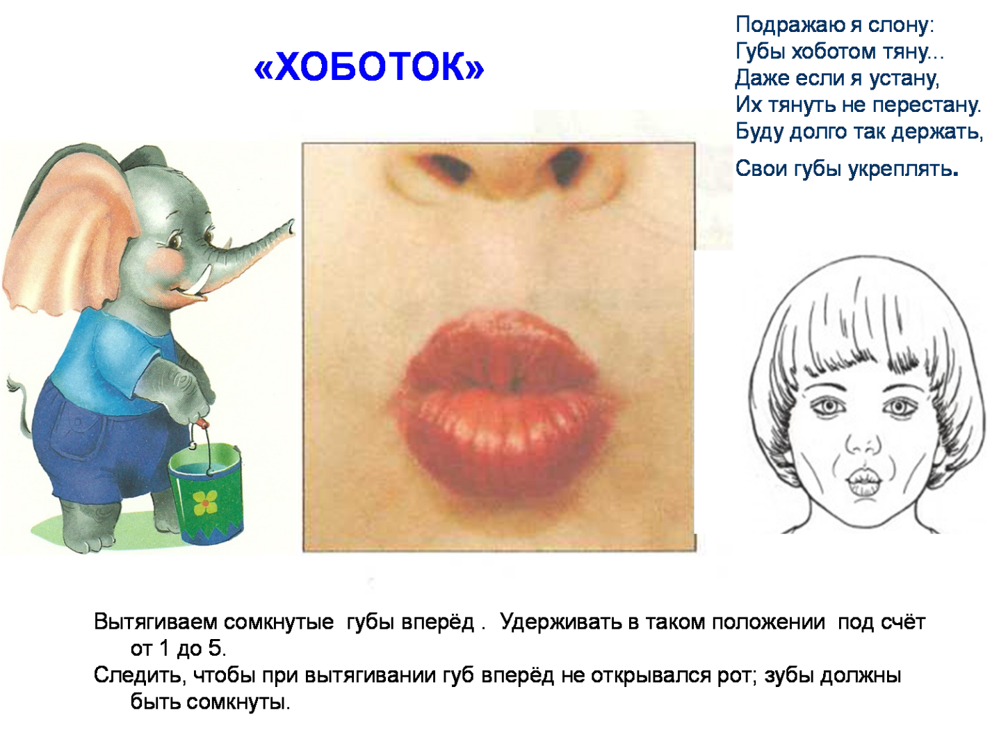 «ХОБОТОК»
Подражаю я слону:
Губы хоботом тяну...
Даже если я устану,
Их тянуть не перестану.
Буду долго так держать,
Свои губы укреплять.
Вытягиваем сомкнутые  губы вперёд .  Удерживать в таком положении  под счёт
от 1 до 5.
Следить, чтобы при вытягивании губ вперёд не открывался рот; зубы должны
быть сомкнуты.